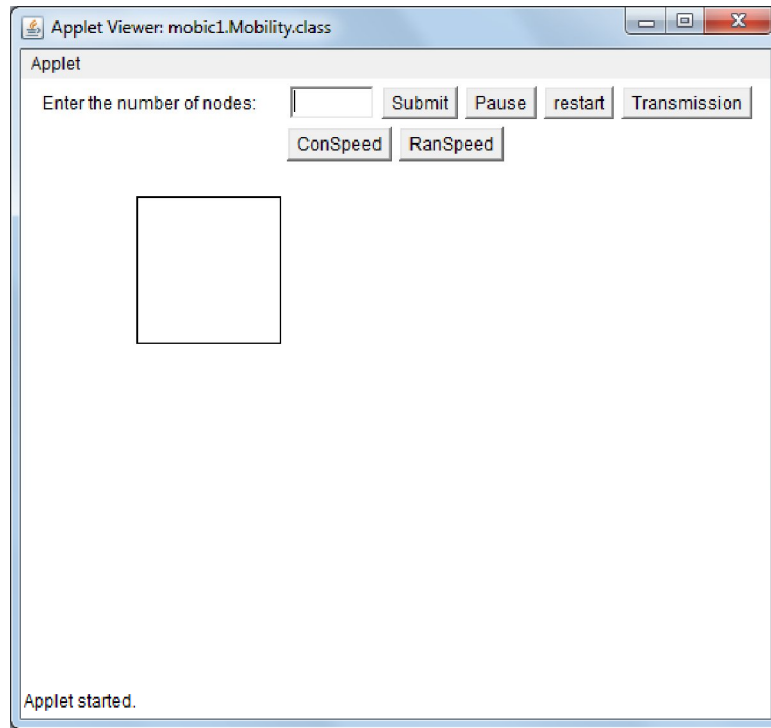 Applet Viewer: mobic1.Mobility.class
Applet
Enter the number of nodes: Submit Pause restart Transmission
ConSpeed RanSpeed
Applet started.